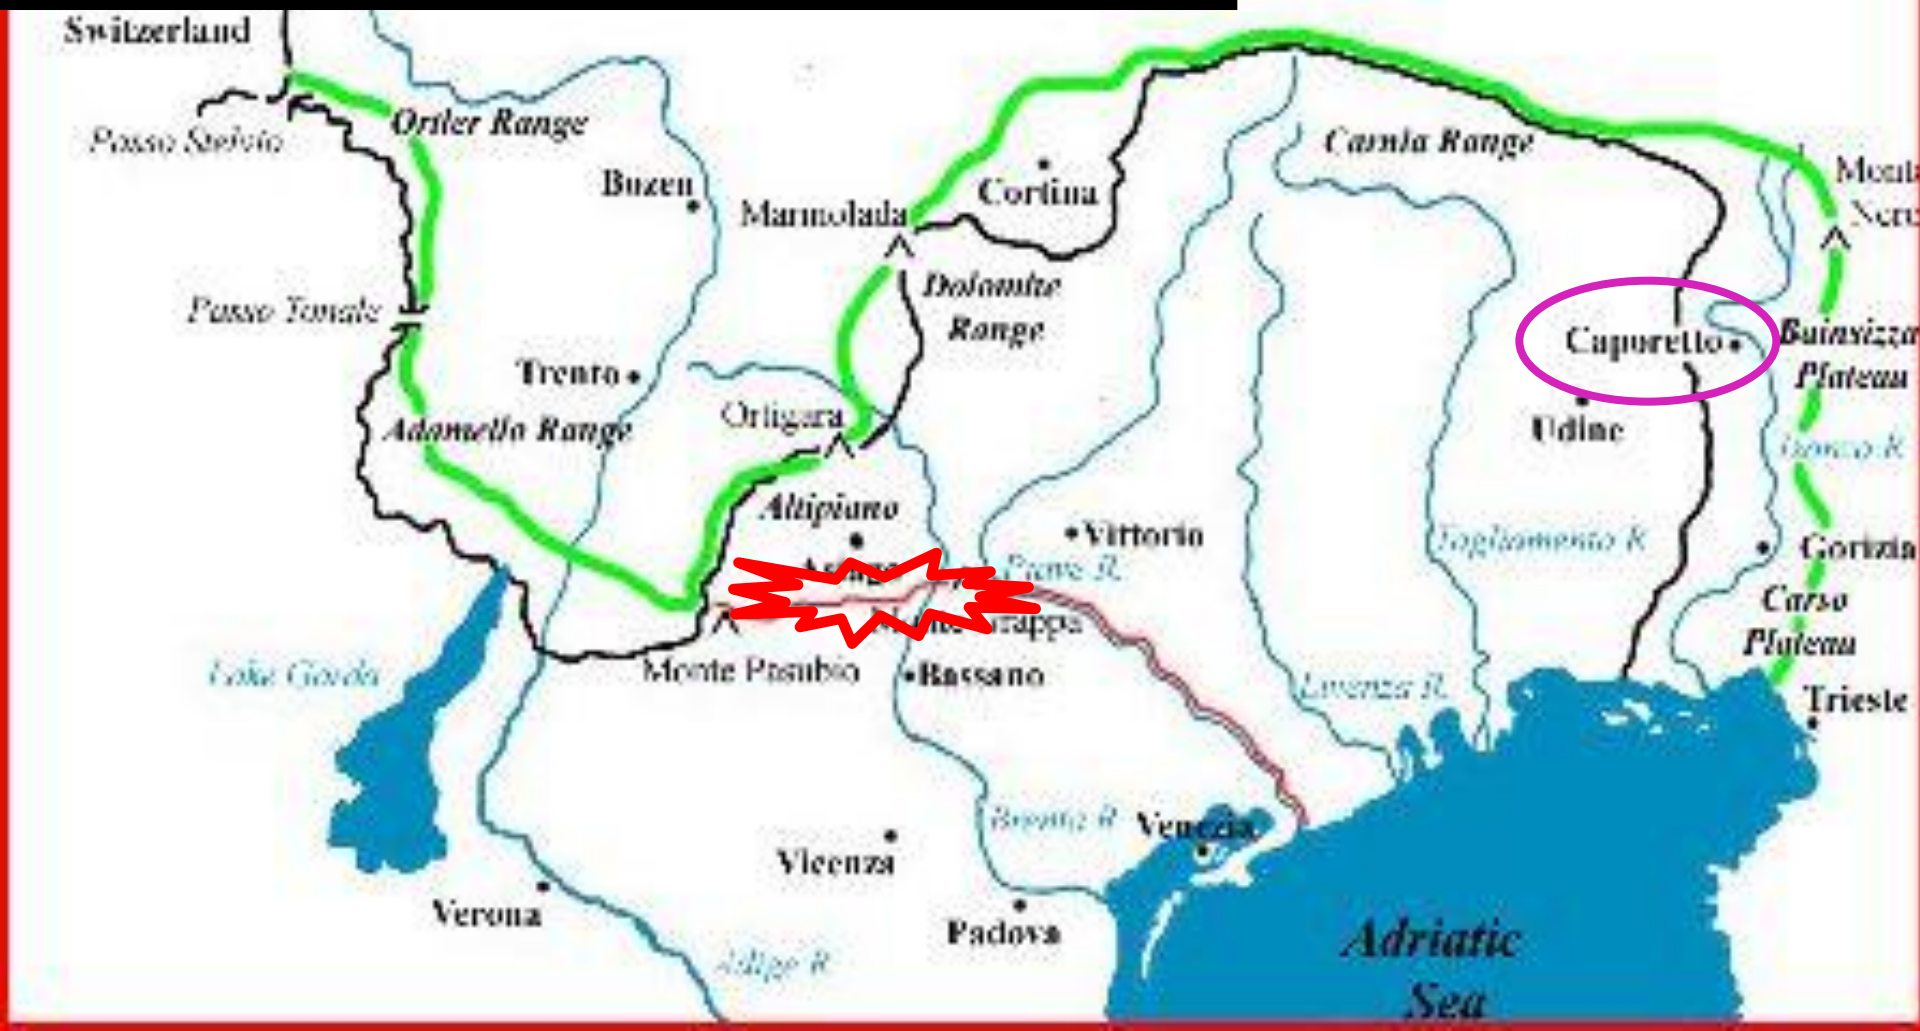 Switzerland
Passo Stelvio
Ortler Range
Buzen
Marmolada
Cortina
Carnia Range
Passo Tonale
Dolomite
Range
Trento
Ortigara
Adamello Range
Caporetto
Udine
Bainsizza
Plateau
Altipiano
Vittorio
Piave R.
Tagliamento R
Gorizia
Carso
Plateau
Lake Garda
Monte Pasubio
Bassano
Livenza R.
Trieste
Brenta R
Venezia
Vicenza
Verona
Padova
Adige R
Adriatic
Sea